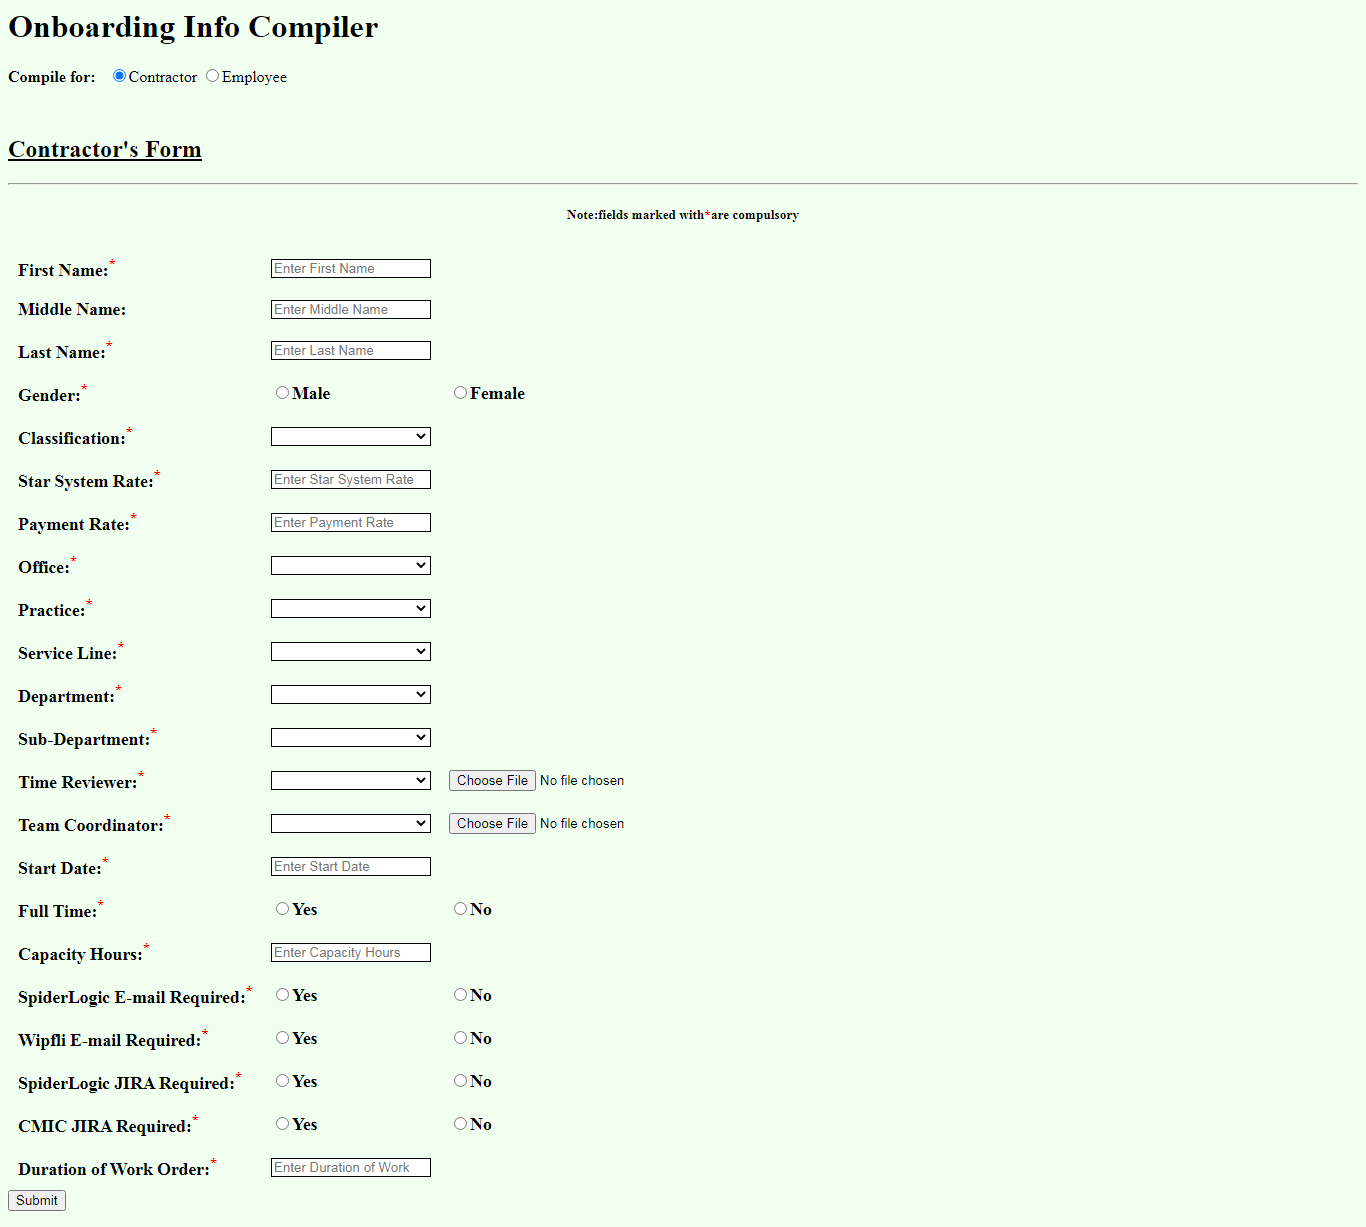 Onboarding Info Compiler
Compile for: Contractor Employee
Contractor's Form
Note:fields marked with*are compulsory
First Name:* Enter First Name
Middle Name: Enter Middle Name
Last Name:* Enter Last Name
Gender:* Male Female
Classification:*
Star System Rate:* Enter Star System Rate
Payment Rate:* Enter Payment Rate
Office:*
Practice:*
Service Line:*
Department:*
Sub-Department:*
Time Reviewer:* Choose File No file chosen
Team Coordinator:* Choose File No file chosen
Start Date:* Enter Start Date
Full Time:* Yes No
Capacity Hours:* Enter Capacity Hours
SpiderLogic E-mail Required:* Yes No
Wipfli E-mail Required:* Yes No
SpiderLogic JIRA Required:* Yes No
CMIC JIRA Required:* Yes No
Duration of Work Order:* Enter Duration of Work
Submit